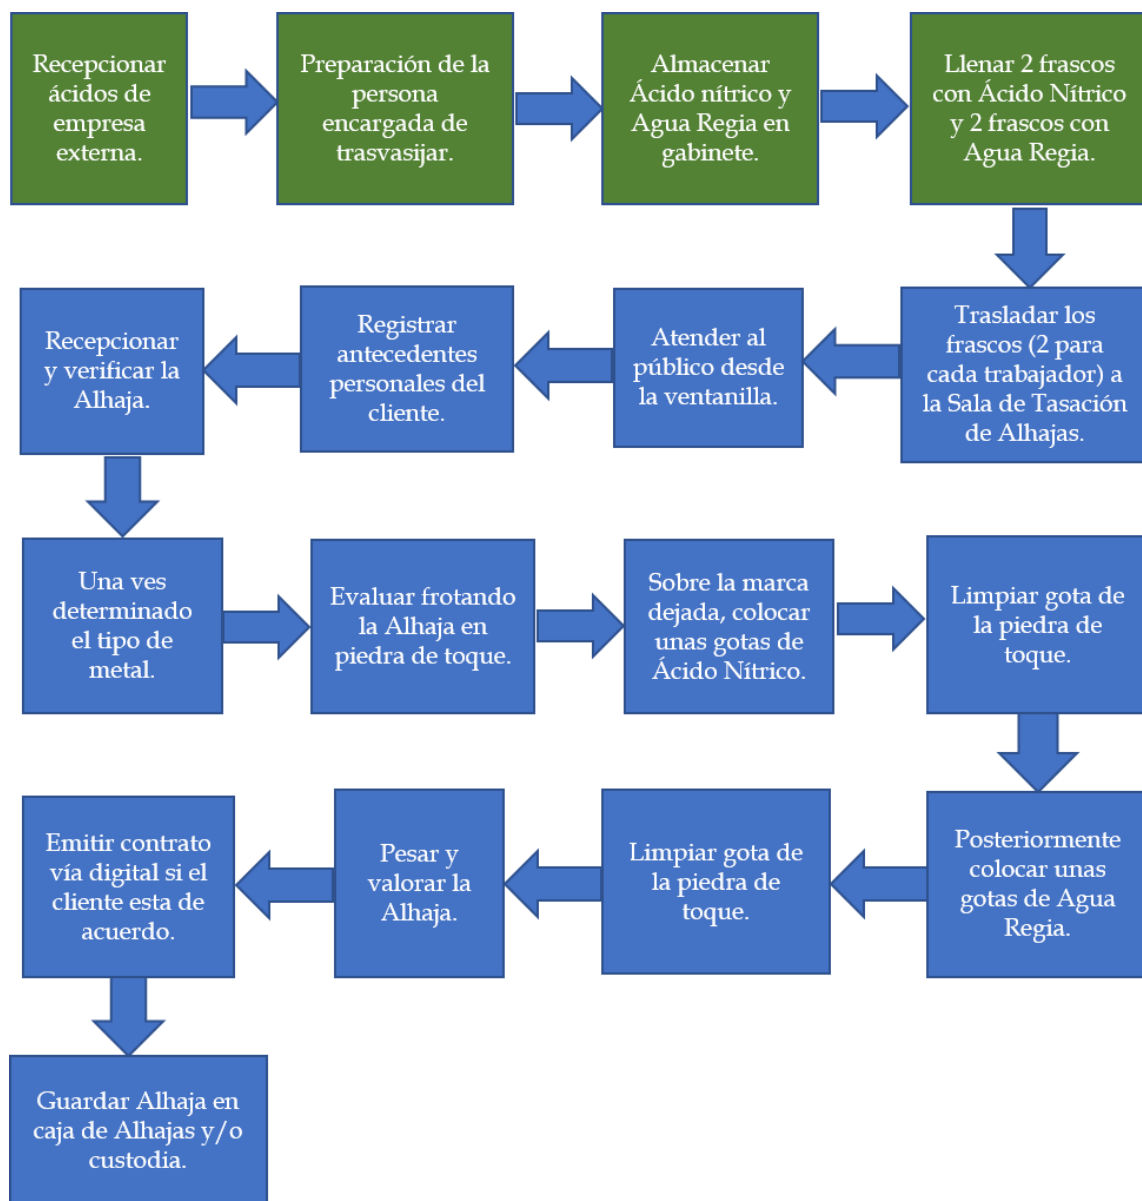 Recepcionar
ácidos de
empresa
externa.
Preparación de la
persona
encargada de
trasvasijar.
Almacenar
Ácido nítrico y
Agua Regia en
gabinete.
Llenar 2 frascos
con Ácido Nítrico
y 2 frascos con
Agua Regia.
Trasladar los
frascos (2 para
cada trabajador) a
la Sala de Tasación
de Alhajas.
Atender al
público desde
la ventanilla.
Registrar
antecedentes
personales del
cliente.
Recepcionar
y verificar la
Alhaja.
Una ves
determinado
el tipo de
metal.
Evaluar frotando
la Alhaja en
piedra de toque.
Sobre la marca
dejada, colocar
unas gotas de
Ácido Nítrico.
Limpiar gota de
la piedra de
toque.
Posteriormente
colocar unas
gotas de Agua
Regia.
Limpiar gota de
la piedra de
toque.
Pesar y
valorar la
Alhaja.
Emitir contrato
vía digital si el
cliente esta de
acuerdo.
Guardar Alhaja en
caja de Alhajas y/o
custodia.